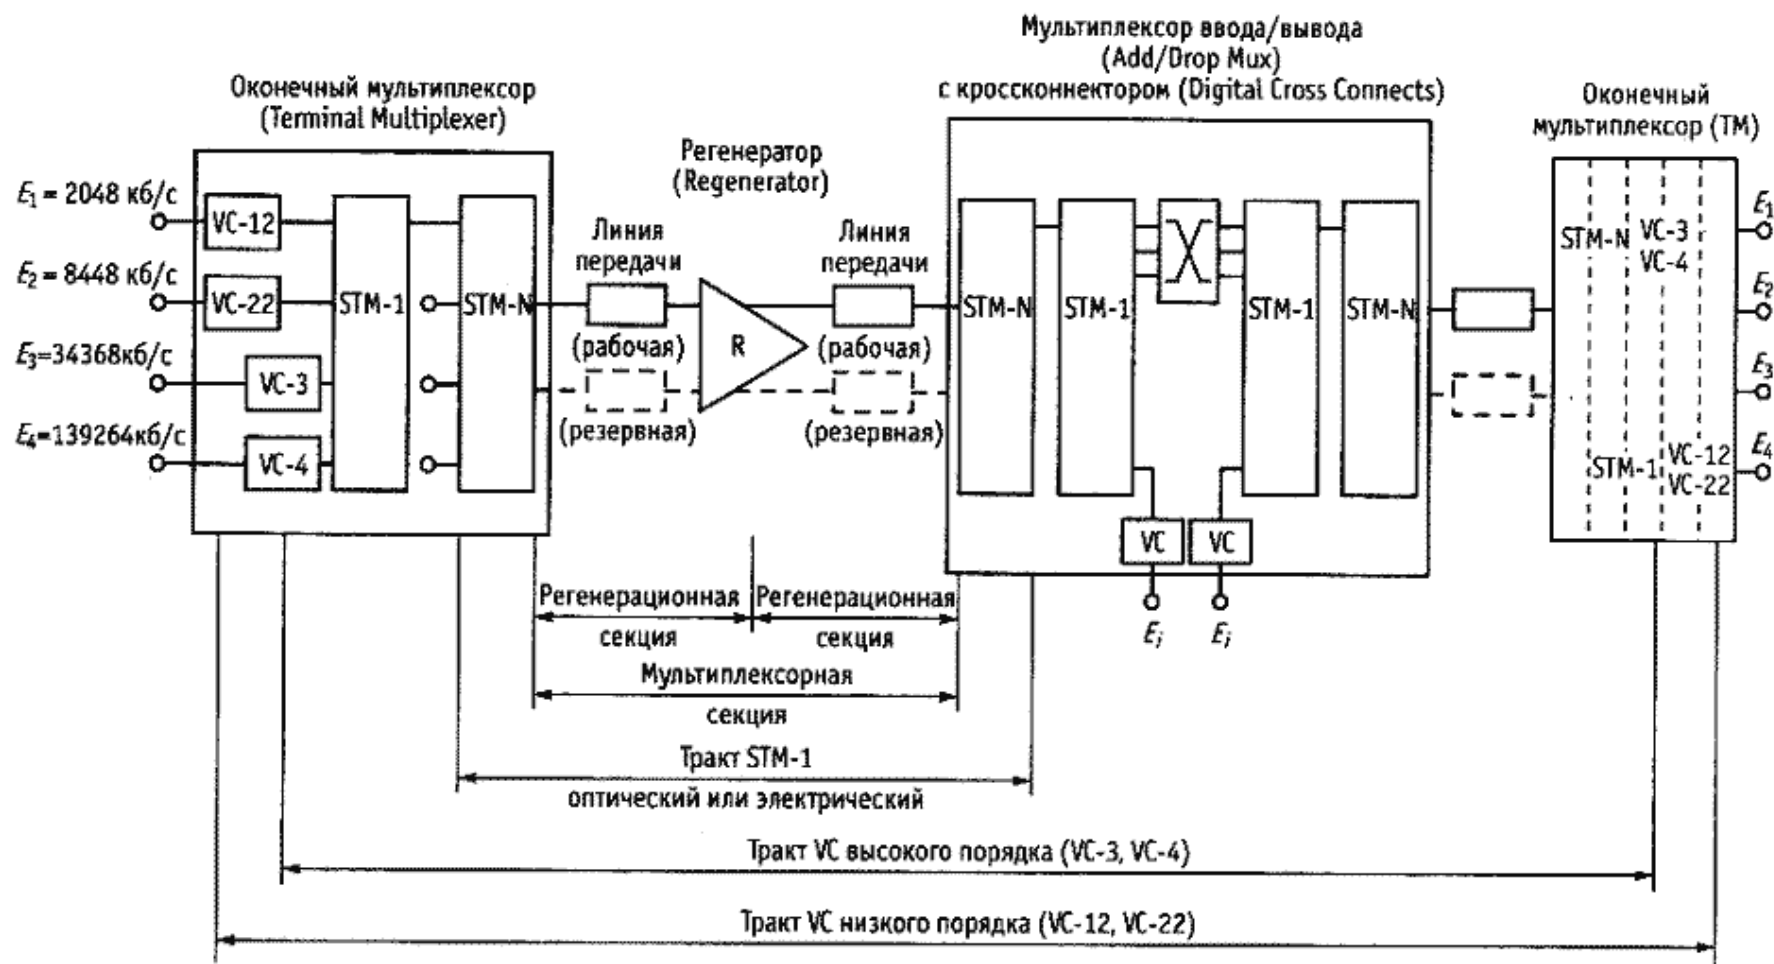 Мультиплексор ввода/вывода
(Add/Drop Mux)
с кроссконнектором (Digital Cross Connects)
Оконечный мультиплексор
(Terminal Multiplexer)
Оконечный
мультиплексор (ТМ)
Регенератор
(Regenerator)
E1 = 2048 кб/с
VC-12
E2 = 8448 кб/с
VC-22
E3=34368кб/с
VC-3
E4=139264кб/с
VC-4
STM-1
STM-N
Линия
передачи
(рабочая)
(резервная)
R
Линия
передачи
(рабочая)
(резервная)
STM-N
STM-1
STM-1
STM-N
VC
VC
Ei
Ei
STM-N
VC-3
VC-4
STM-1
VC-12
VC-22
E1
E2
E3
E4
Регенерационная
секция
Регенерационная
секция
Мультиплексорная
секция
Тракт STM-1
оптический или электрический
Тракт VC высокого порядка (VC-3, VC-4)
Тракт VC низкого порядка (VC-12, VC-22)